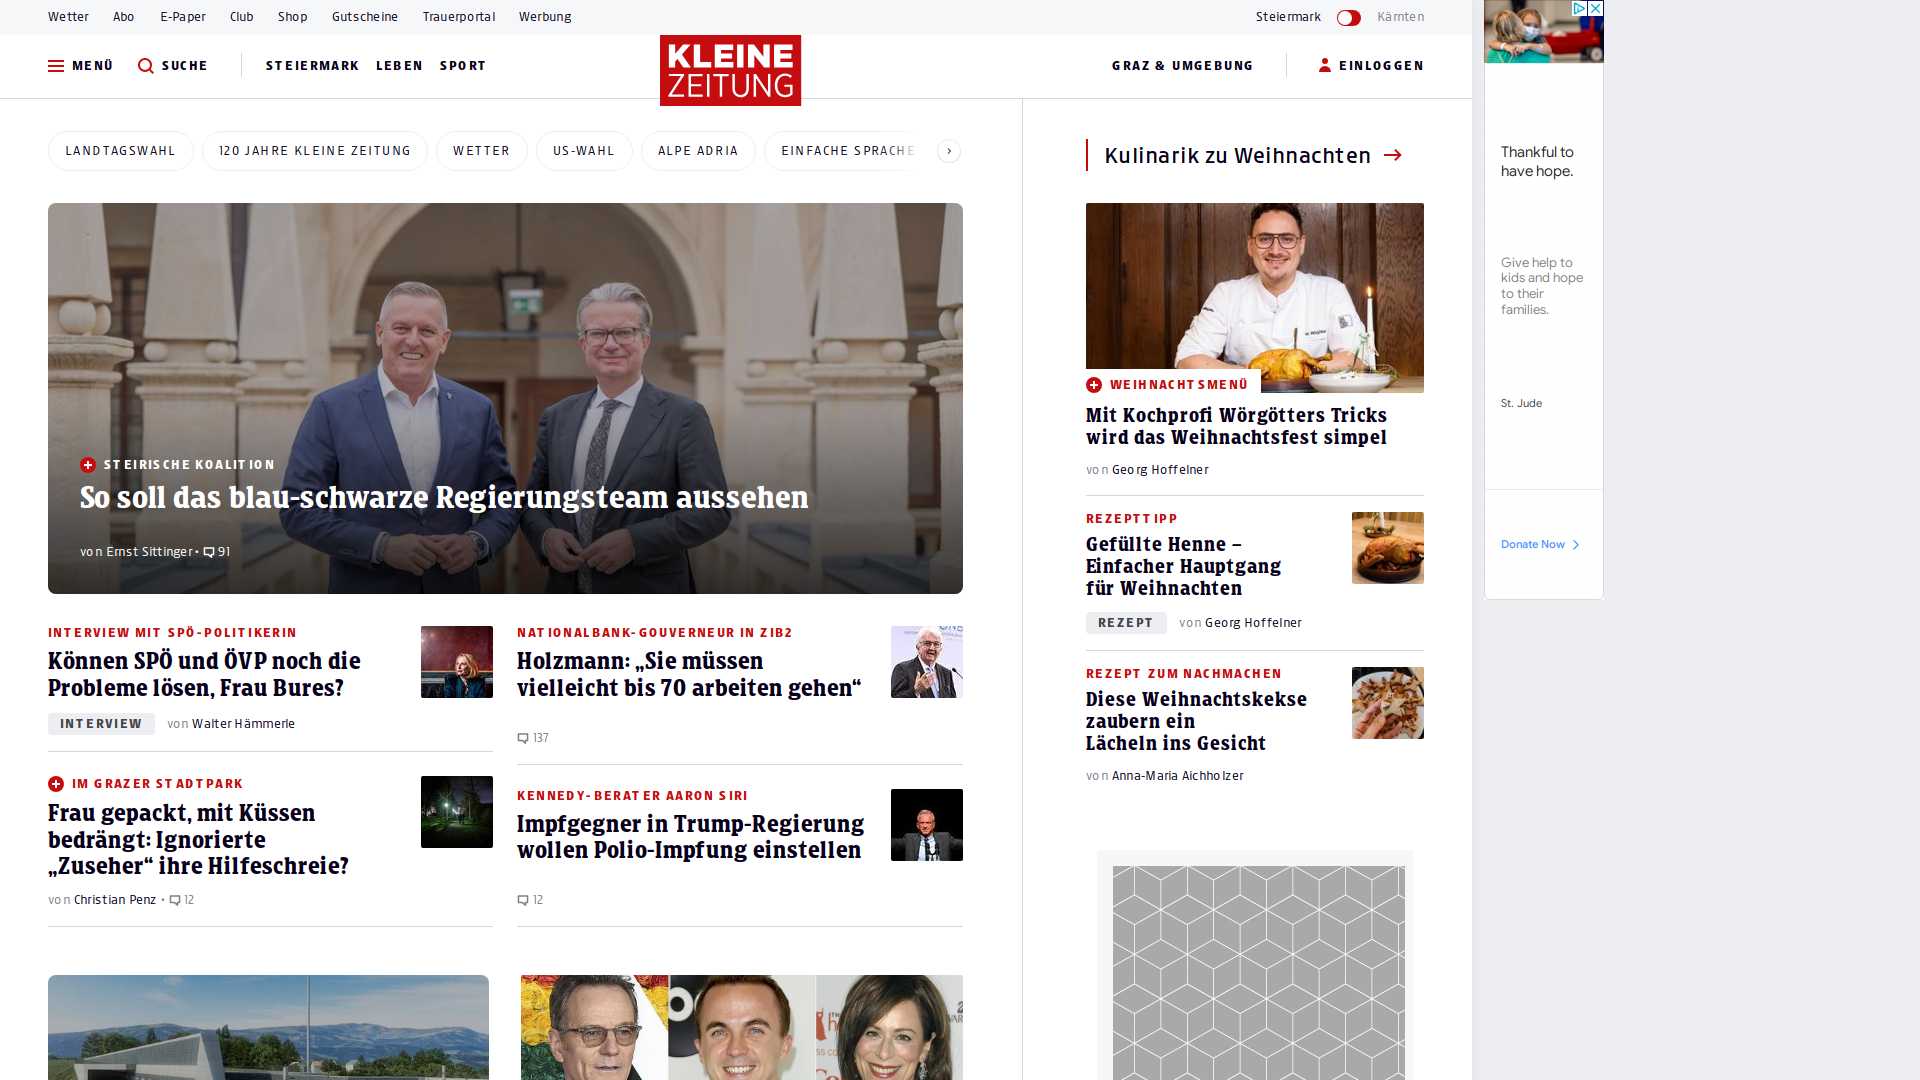 Wetter Abo E-Paper Club Shop Gutscheine Trauerportal Werbung
Steiermark Kärnten
MENÜ SUCHE STEIERMARK LEBEN SPORT
KLEINE
ZEITUNG
GRAZ & UMGEBUNG EINLOGGEN
LANDTAGSWAHL 120 JAHRE KLEINE ZEITUNG WETTER US-WAHL ALPE ADRIA EINFACHE SPRACHE
STEIRISCHE KOALITION
So soll das blau-schwarze Regierungsteam aussehen
von Ernst Sittinger • 91
INTERVIEW MIT SPÖ-POLITIKERIN
Können SPÖ und ÖVP noch die
Probleme lösen, Frau Bures?
INTERVIEW von Walter Hämmerle
IM GRAZER STADTPARK
Frau gepackt, mit Küssen
bedrängt: Ignorierte
„Zuseher“ ihre Hilfeschreie?
von Christian Penz • 12
NATIONALBANK-GOUVERNEUR IN ZIB2
Holzmann: „Sie müssen
vielleicht bis 70 arbeiten gehen“
137
KENNEDY-BERATER AARON SIRI
Impfgegner in Trump-Regierung
wollen Polio-Impfung einstellen
12
Kulinarik zu Weihnachten
WEIHNACHTSMENÜ
Mit Kochprofi Wörgötters Tricks
wird das Weihnachtsfest simpel
von Georg Hoffelner
REZEPTTIPP
Gefüllte Henne –
Einfacher Hauptgang
für Weihnachten
REZEPT von Georg Hoffelner
REZEPT ZUM NACHMACHEN
Diese Weihnachtskekse
zaubern ein
Lächeln ins Gesicht
von Anna-Maria Aichholzer
Thankful to
have hope.
Give help to
kids and hope
to their
families.
St. Jude
Donate Now